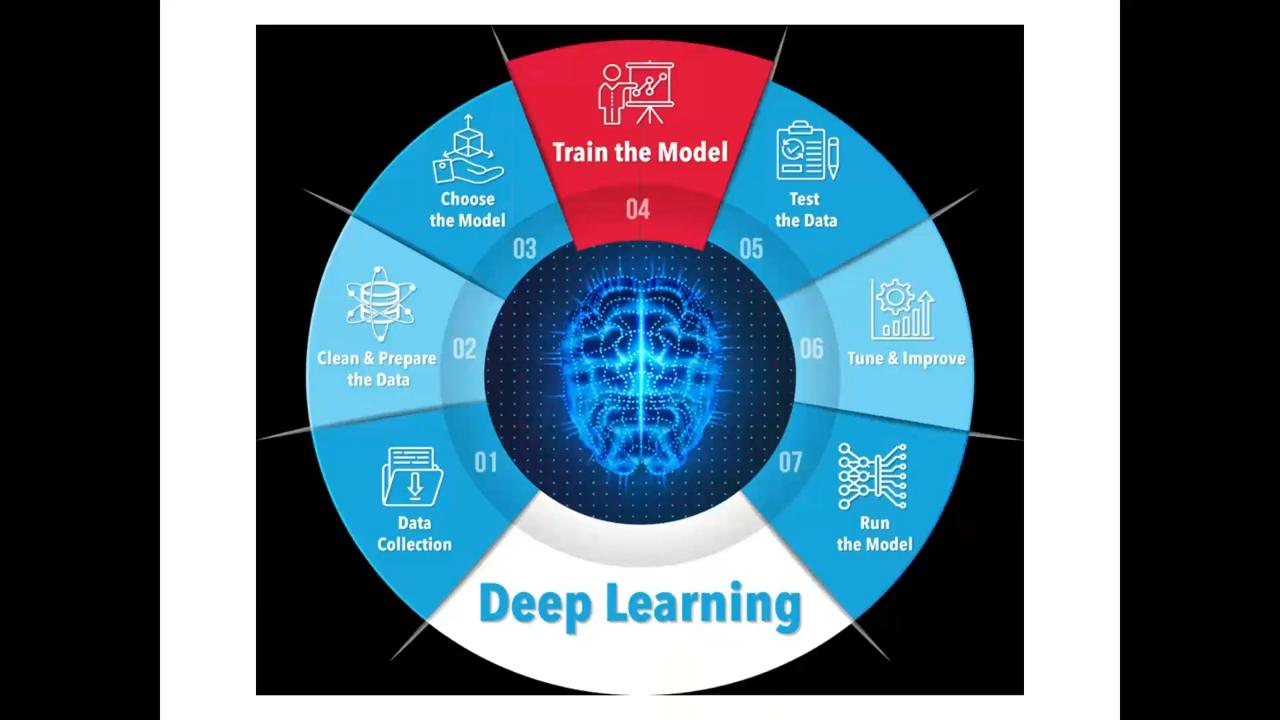 Train the Model
04
Choose
the Model
03
Test
the Data
05
Clean & Prepare
the Data
02
06
Tune & Improve
01
Data
Collection
07
Run
the Model
Deep Learning